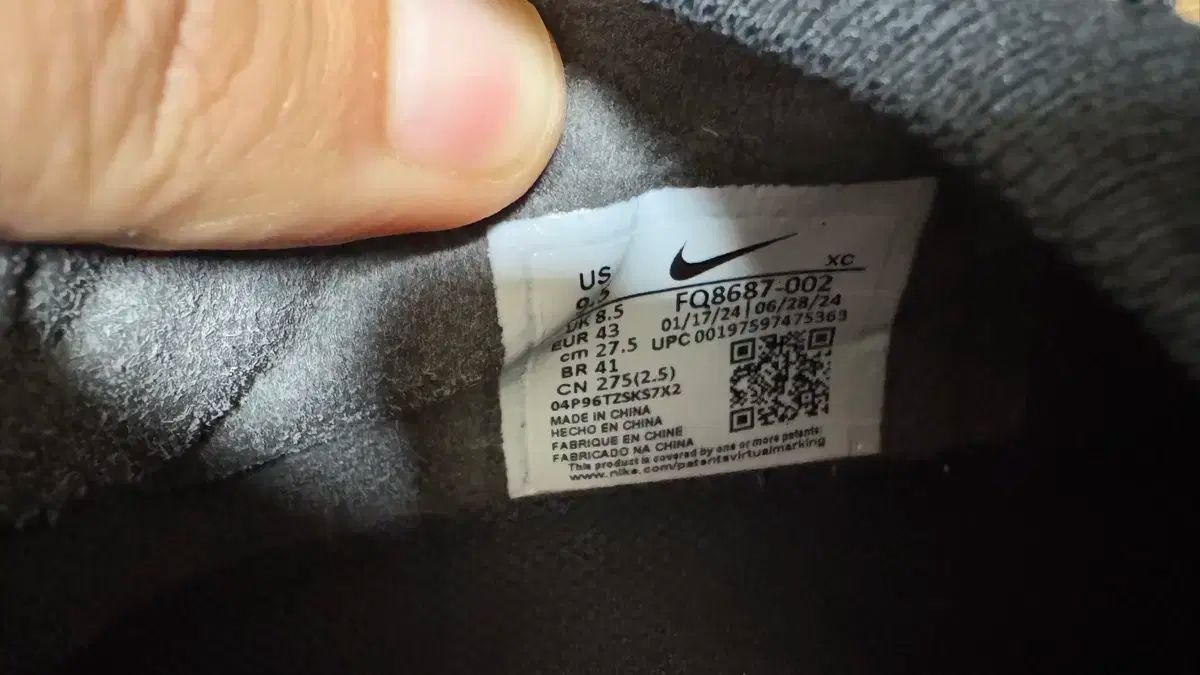 US
9.5
UK 8.5
EUR 43
cm 27.5
BR 41
CN 275(2.5)
04P96TZSKS7X2
MADE IN CHINA
HECHO EN CHINA
FABRIQUE EN CHINE
FABRICADO NA CHINA
XC
FQ8687-002
01/17/24|06/28/24
UPC 00197597475363
This product is covered by one or more patents:
www.nike.com/patentsvirtualmarking